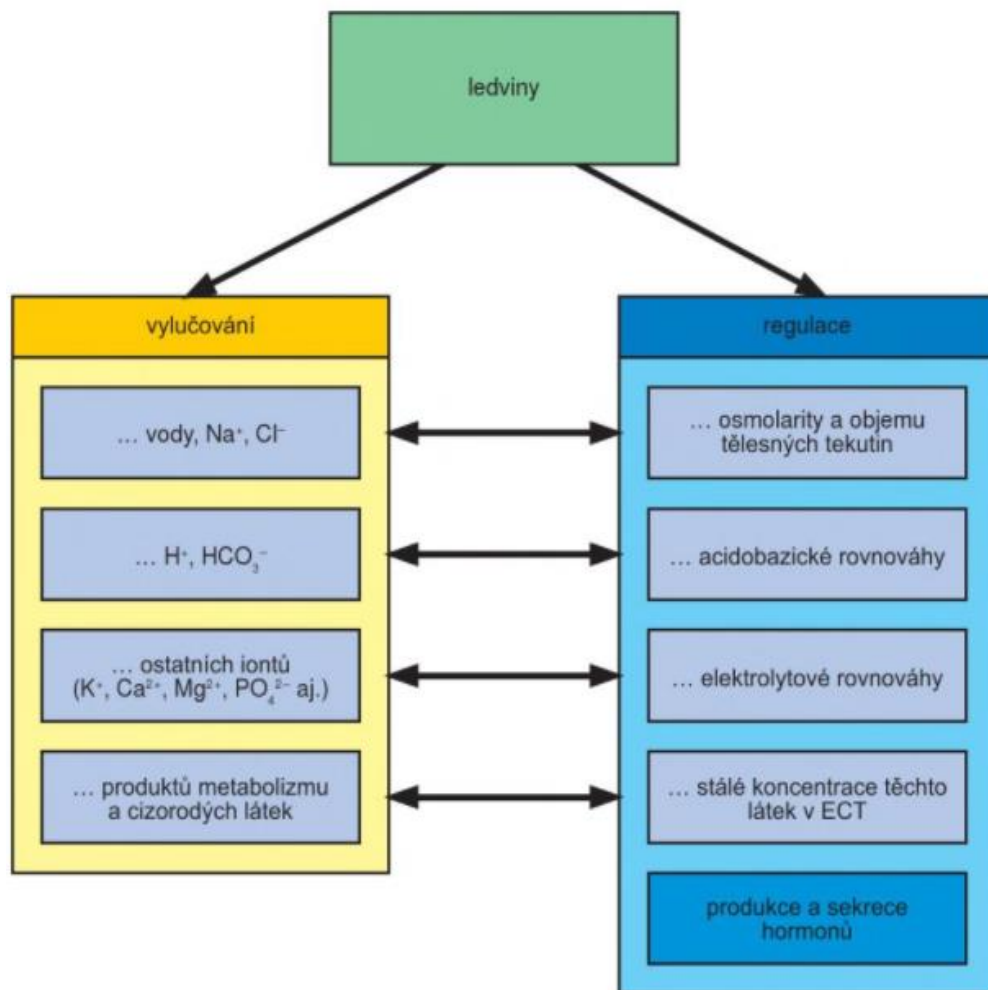 ledviny
vylučování
... vody, Na⁺, Cl⁻
... H⁺, HCO₃⁻
... ostatních iontů
(K⁺, Ca²⁺, Mg²⁺, PO₄²⁻ aj.)
... produktů metabolizmu
a cizorodých látek
regulace
... osmolarity a objemu
tělesných tekutin
... acidobazické rovnováhy
... elektrolytové rovnováhy
... stálé koncentrace těchto
látek v ECT
produkce a sekrece
hormonů